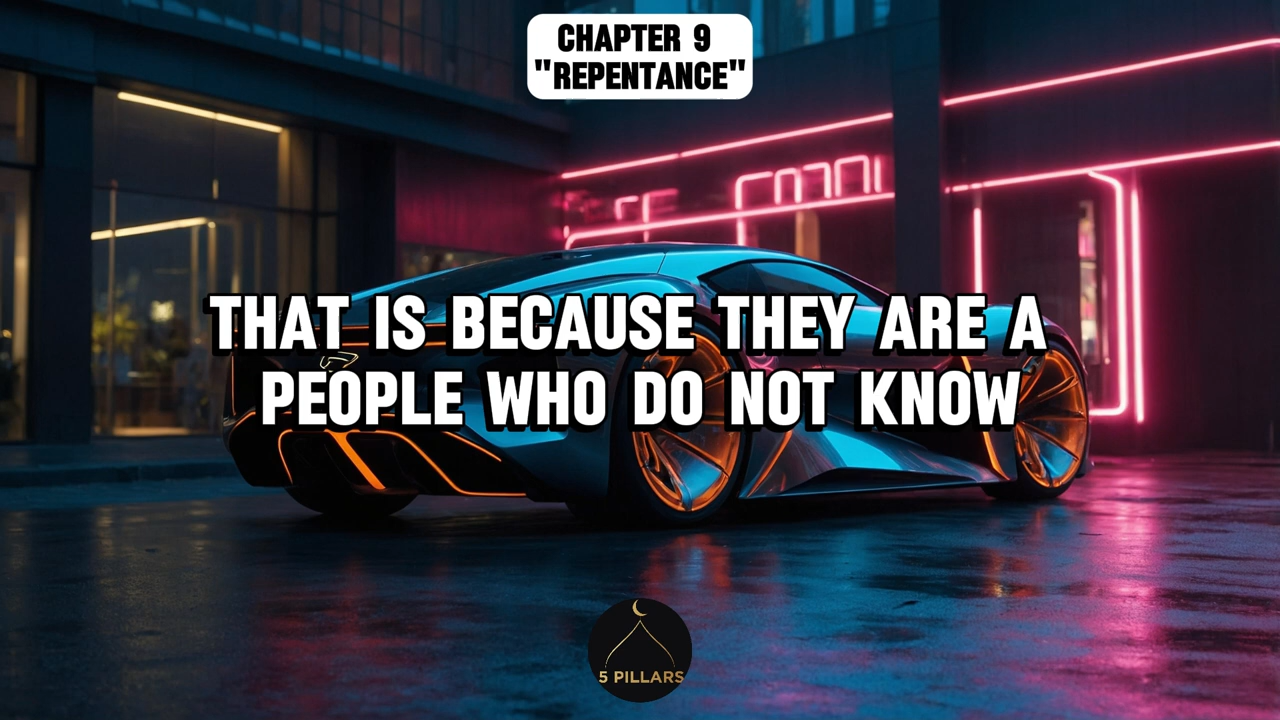 CHAPTER 9
"REPENTANCE"
THAT IS BECAUSE THEY ARE A
PEOPLE WHO DO NOT KNOW
5 PILLARS